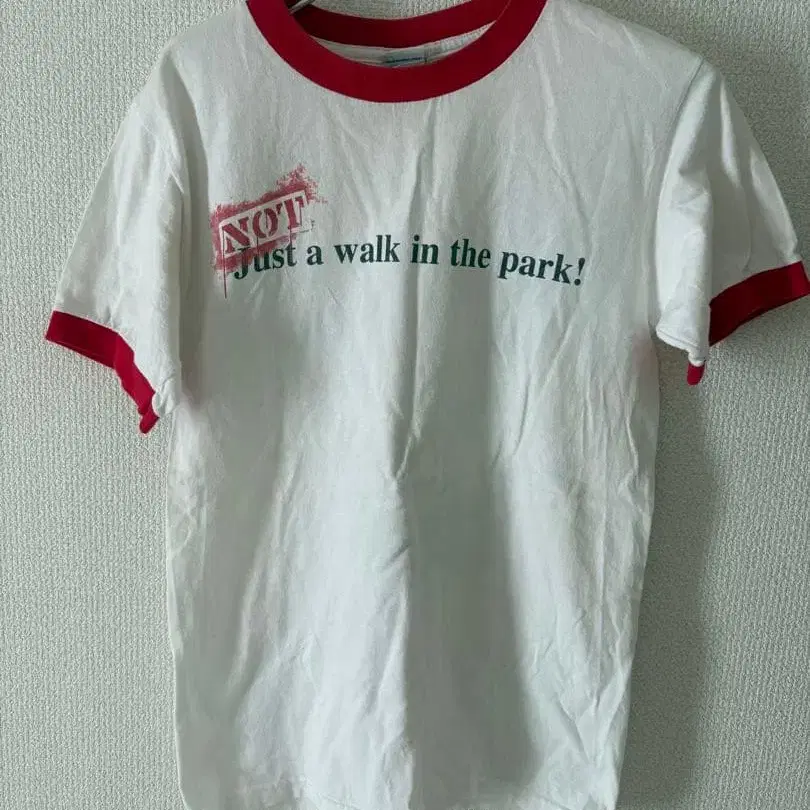 NOT
Just a walk in the park!